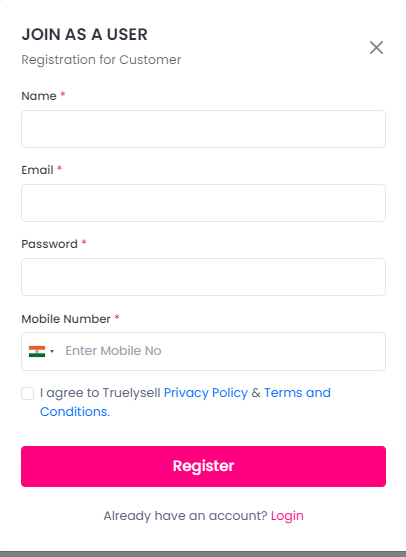 JOIN AS A USER
Registration for Customer
Name *
Email *
Password *
Mobile Number *
Enter Mobile No
I agree to Truelysell Privacy Policy & Terms and
Conditions.
Register
Already have an account? Login